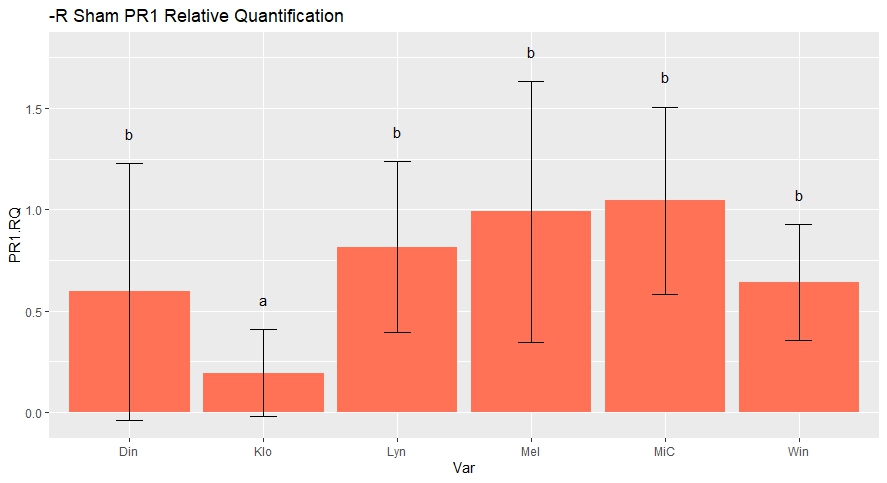 -R Sham PR1 Relative Quantification
b
b
b
b
b
a
1.5
1.0
0.5
0.0
PR1.RQ
Din Klo Lyn Mel MiC Win
Var